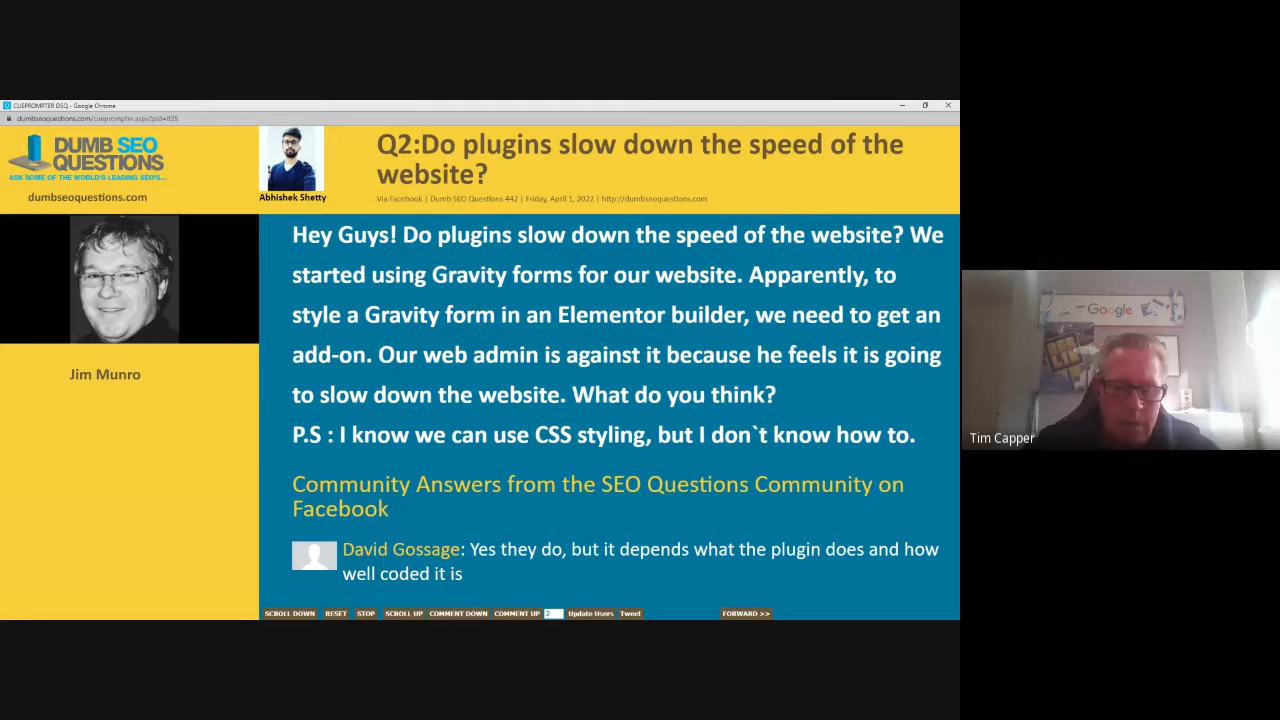 CUEPROMPTER DSQ - Google Chrome
dumbseoquestions.com/cueprompter.aspx?pid=835
DUMB SEO
QUESTIONS
ASK SOME OF THE WORLD'S LEADING SEO'S...
dumbseoquestions.com
Abhishek Shetty
Q2:Do plugins slow down the speed of the
website?
Via Facebook | Dumb SEO Questions 442 | Friday, April 1, 2022 | http://dumbseoquestions.com
Jim Munro
Hey Guys! Do plugins slow down the speed of the website? We
started using Gravity forms for our website. Apparently, to
style a Gravity form in an Elementor builder, we need to get an
add-on. Our web admin is against it because he feels it is going
to slow down the website. What do you think?
P.S : I know we can use CSS styling, but I don`t know how to.
Community Answers from the SEO Questions Community on
Facebook
David Gossage: Yes they do, but it depends what the plugin does and how
well coded it is
SCROLL DOWN RESET STOP SCROLL UP COMMENT DOWN COMMENT UP 2 Update Users Tweet FORWARD >>
Google
Tim Capper